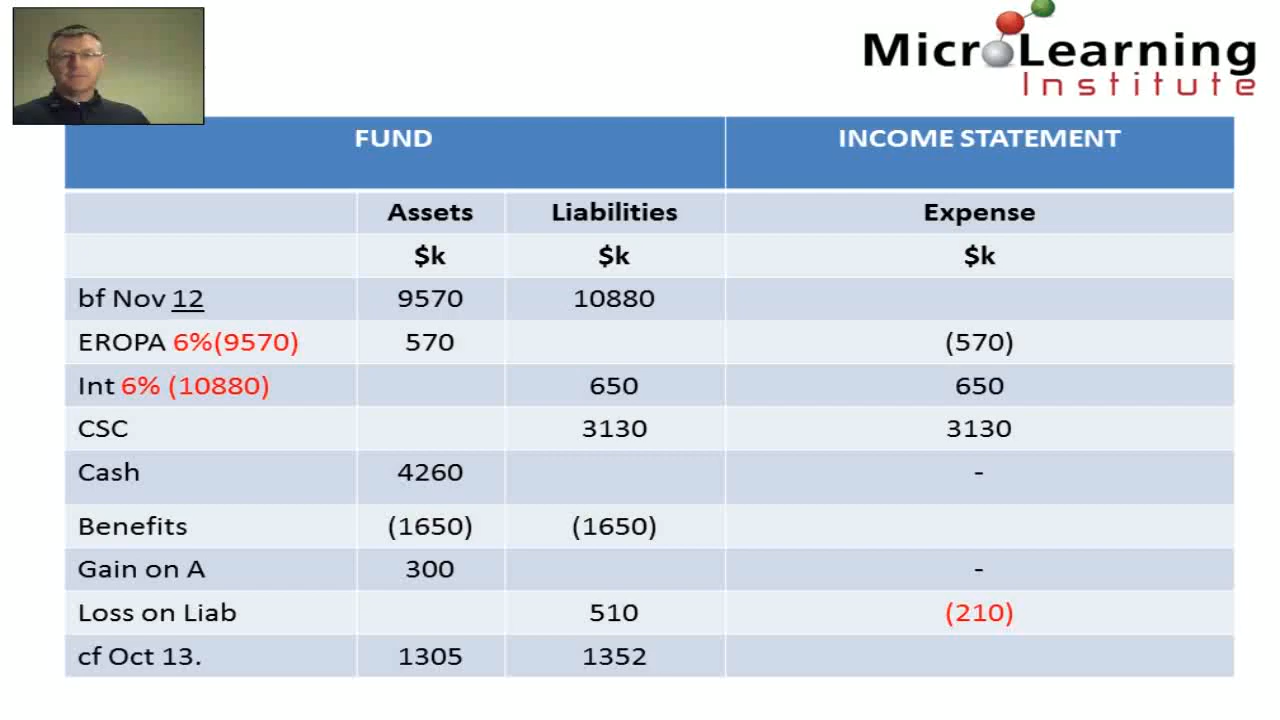 MicroLearning
Institute
FUND INCOME STATEMENT
Assets Liabilities Expense
$k $k $k
bf Nov 12 9570 10880
EROPA 6%(9570) 570 (570)
Int 6% (10880) 650 650
CSC 3130 3130
Cash 4260 -
Benefits (1650) (1650)
Gain on A 300 -
Loss on Liab 510 (210)
cf Oct 13. 1305 1352